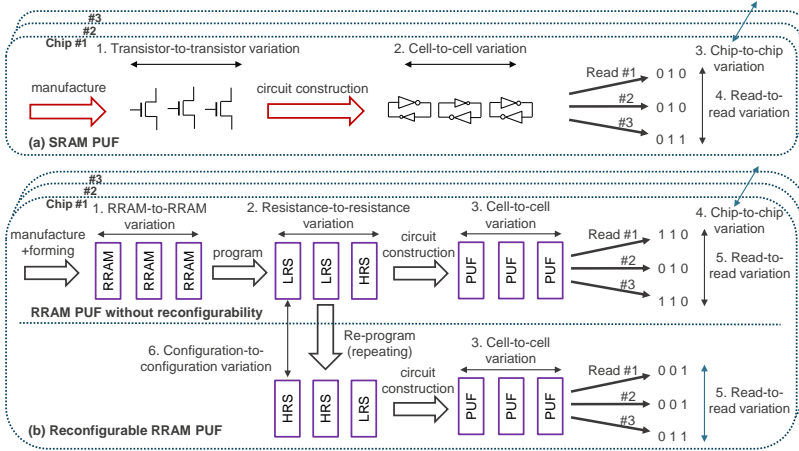 #3
#2
Chip #1
1. Transistor-to-transistor variation
2. Cell-to-cell variation
3. Chip-to-chip
variation
manufacture
circuit construction
Read #1
0 1 0
#2
0 1 0
#3
0 1 1
4. Read-to-
read variation
(a) SRAM PUF
#3
#2
Chip #1
1. RRAM-to-RRAM
variation
2. Resistance-to-resistance
variation
3. Cell-to-cell
variation
4. Chip-to-chip
variation
manufacture
+forming
RRAM
RRAM
RRAM
program
LRS
LRS
HRS
circuit
construction
PUF
PUF
PUF
Read #1
1 1 0
#2
0 1 0
#3
1 1 0
5. Read-to-
read variation
RRAM PUF without reconfigurability
6. Configuration-to-
configuration variation
Re-program
(repeating)
3. Cell-to-cell
variation
HRS
HRS
LRS
circuit
construction
PUF
PUF
PUF
Read #1
0 0 1
#2
0 0 1
#3
0 1 1
5. Read-to-
read variation
(b) Reconfigurable RRAM PUF